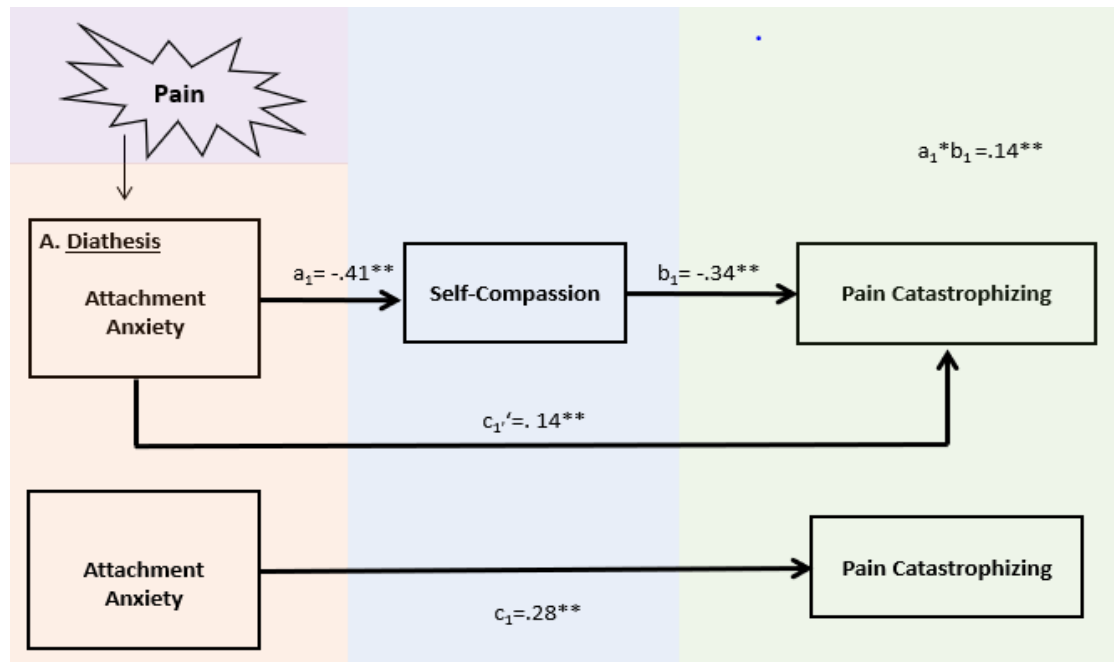 Pain
a₁*b₁ =.14**
A. Diathesis
Attachment
Anxiety
a₁= -.41**
Self-Compassion
b₁= -.34**
Pain Catastrophizing
c₁,‘=. 14**
Attachment
Anxiety
Pain Catastrophizing
c₁=.28**